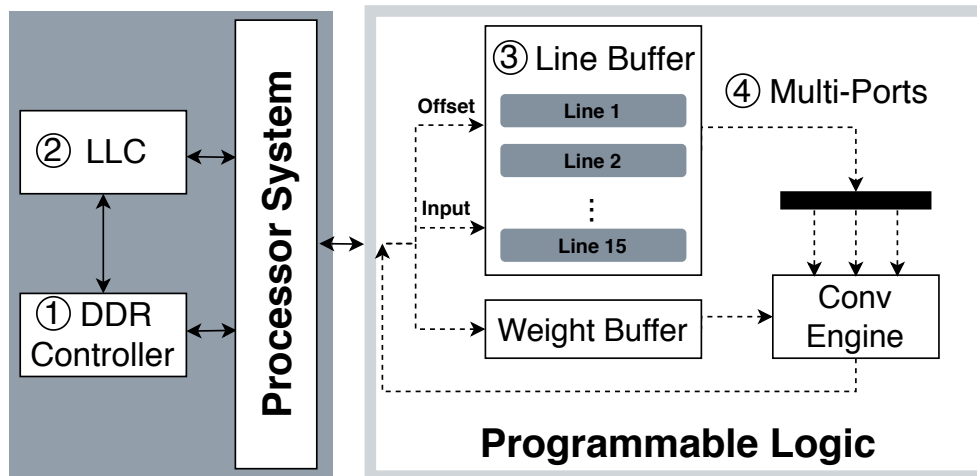 ② LLC
① DDR
Controller
Processor System
③ Line Buffer
Line 1
Line 2
⋮
Line 15
Offset
Input
Weight Buffer
④ Multi-Ports
Conv
Engine
Programmable Logic